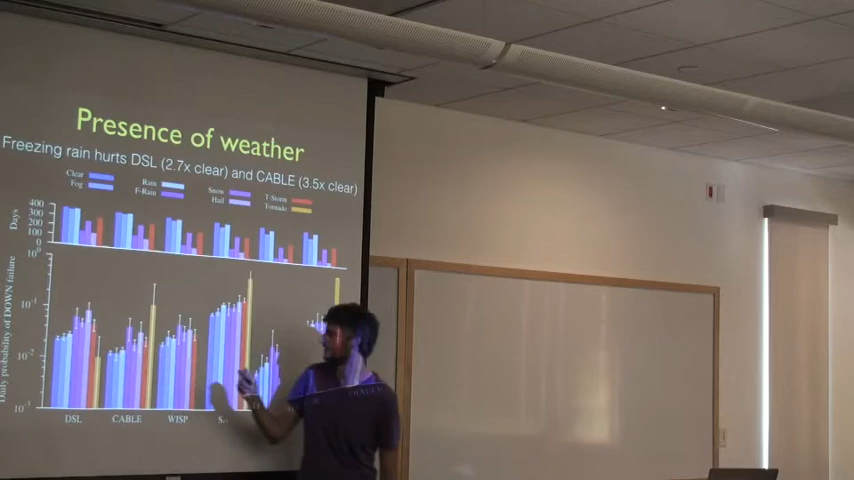 Presence of weather
Freezing rain hurts DSL (2.7x clear) and CABLE (3.5x clear)
Clear Rain Snow T-Storm
Fog F-Rain Hail Tornado
Days
400
300
200
100
0
10⁰
10⁻¹
10⁻²
10⁻³
Daily probability of DOWN failure
DSL CABLE WISP